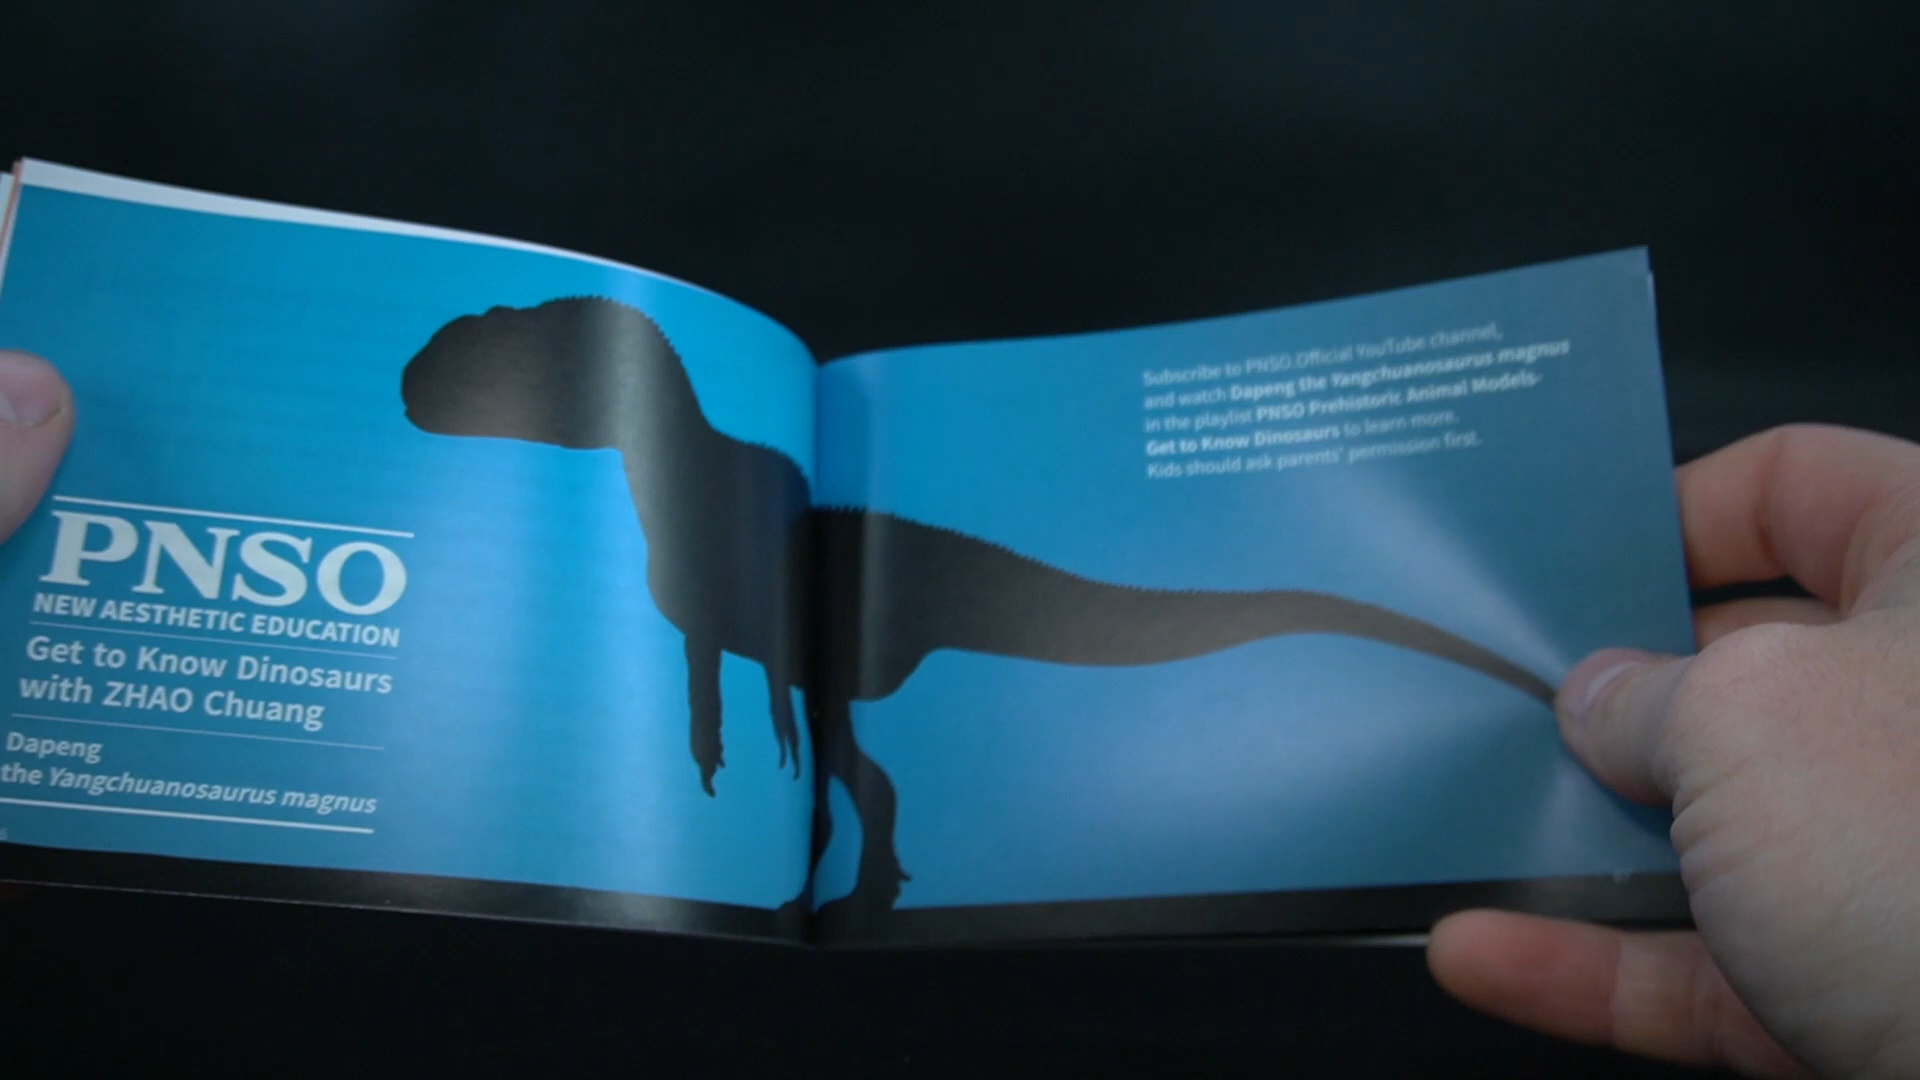 PNSO
NEW AESTHETIC EDUCATION
Get to Know Dinosaurs
with ZHAO Chuang
Dapeng
the Yangchuanosaurus magnus
Subscribe to PNSO Official YouTube channel,
and watch Dapeng the Yangchuanosaurus magnus
in the playlist PNSO Prehistoric Animal Models-
Get to Know Dinosaurs to learn more.
Kids should ask parents' permission first.